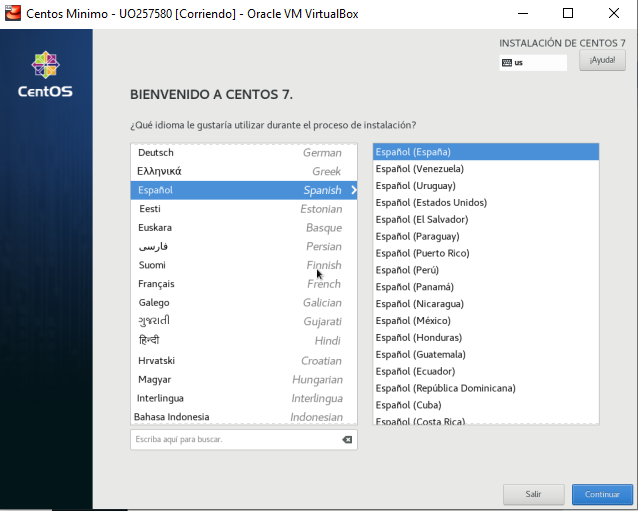 Centos Minimo - UO257580 [Corriendo] - Oracle VM VirtualBox
CentOS
INSTALACIÓN DE CENTOS 7
us
¡Ayuda!
BIENVENIDO A CENTOS 7.
¿Qué idioma le gustaría utilizar durante el proceso de instalación?
Deutsch German
Ελληνικά Greek
Español Spanish
Eesti Estonian
Euskara Basque
فارسی Persian
Suomi Finnish
Français French
Galego Galician
ગુજરાતી Gujarati
हिन्दी Hindi
Hrvatski Croatian
Magyar Hungarian
Interlingua Interlingua
Bahasa Indonesia Indonesian
Escriba aquí para buscar.
Español (España)
Español (Venezuela)
Español (Uruguay)
Español (Estados Unidos)
Español (El Salvador)
Español (Paraguay)
Español (Puerto Rico)
Español (Perú)
Español (Panamá)
Español (Nicaragua)
Español (México)
Español (Honduras)
Español (Guatemala)
Español (Ecuador)
Español (República Dominicana)
Español (Cuba)
Español (Costa Rica)
Salir
Continuar